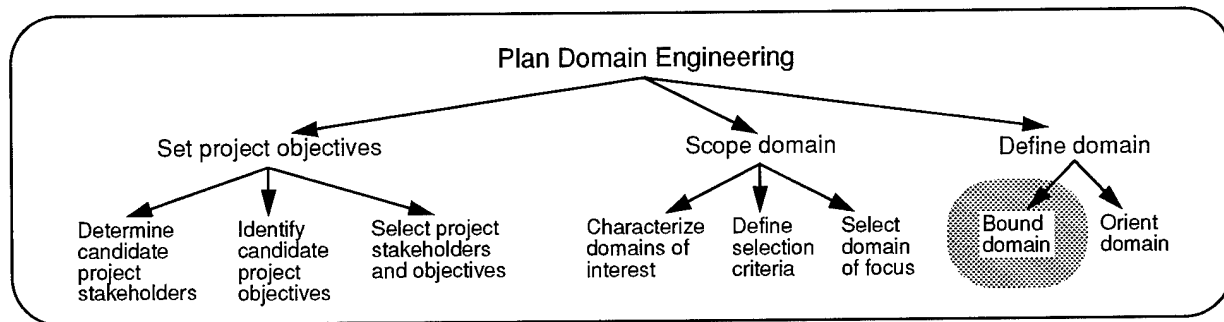 Plan Domain Engineering
Set project objectives
Scope domain
Define domain
Determine
candidate
project
stakeholders
Identify
candidate
project
objectives
Select project
stakeholders
and objectives
Characterize
domains of
interest
Define
selection
criteria
Select
domain
of focus
Bound
domain
Orient
domain